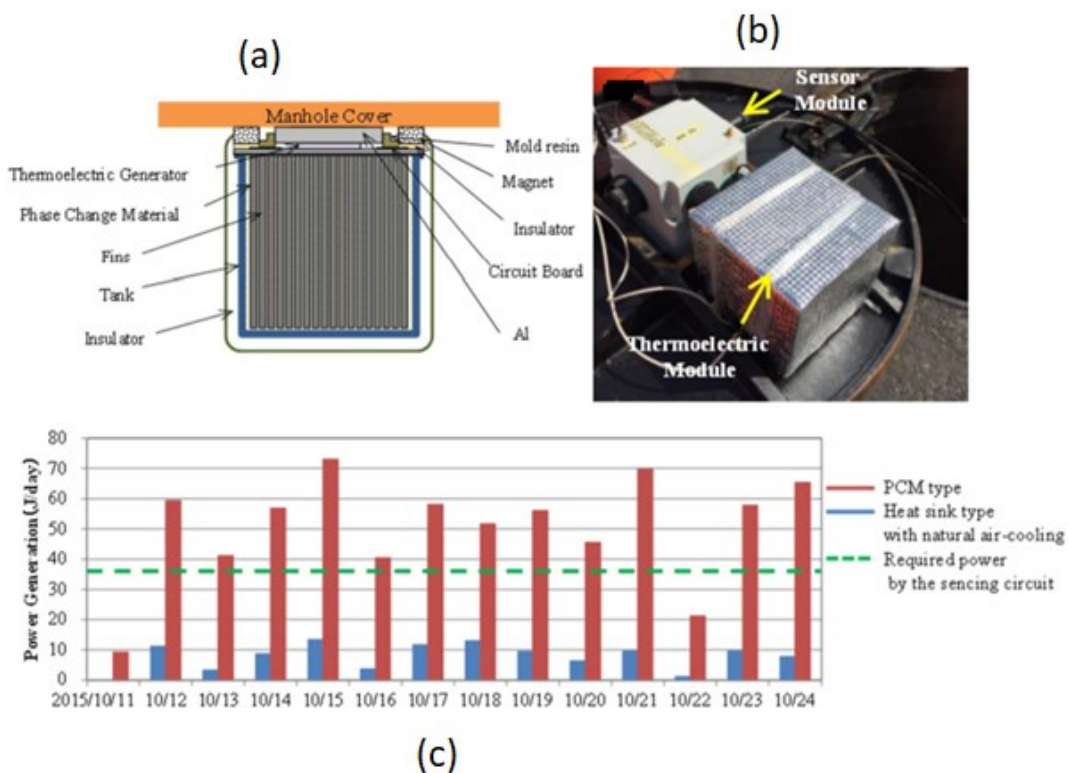 (a)
(b)
Manhole Cover
Thermoelectric Generator
Phase Change Material
Fins
Tank
Insulator
Mold resin
Magnet
Insulator
Circuit Board
Al
Sensor
Module
Thermoelectric
Module
Power Generation (J/day)
80
70
60
50
40
30
20
10
0
2015/10/11 10/12 10/13 10/14 10/15 10/16 10/17 10/18 10/19 10/20 10/21 10/22 10/23 10/24
PCM type
Heat sink type
with natural air-cooling
Required power
by the sencing circuit
(c)